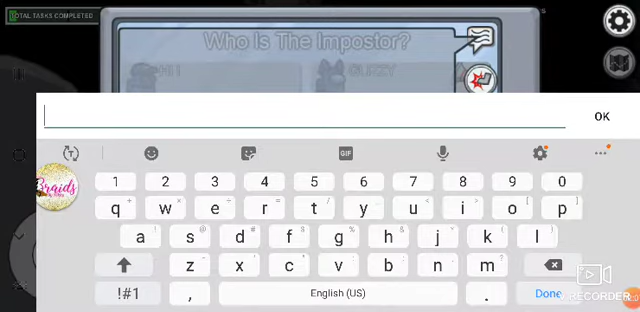 TOTAL TASKS COMPLETED
Who Is The Impostor?
OK
GIF
Braids
1 2 3 4 5 6 7 8 9 0
q w e r t y u i o p
a s d f g h j k l
z x c v b n m
!#1 , English (US) . Done
V.RECORDER